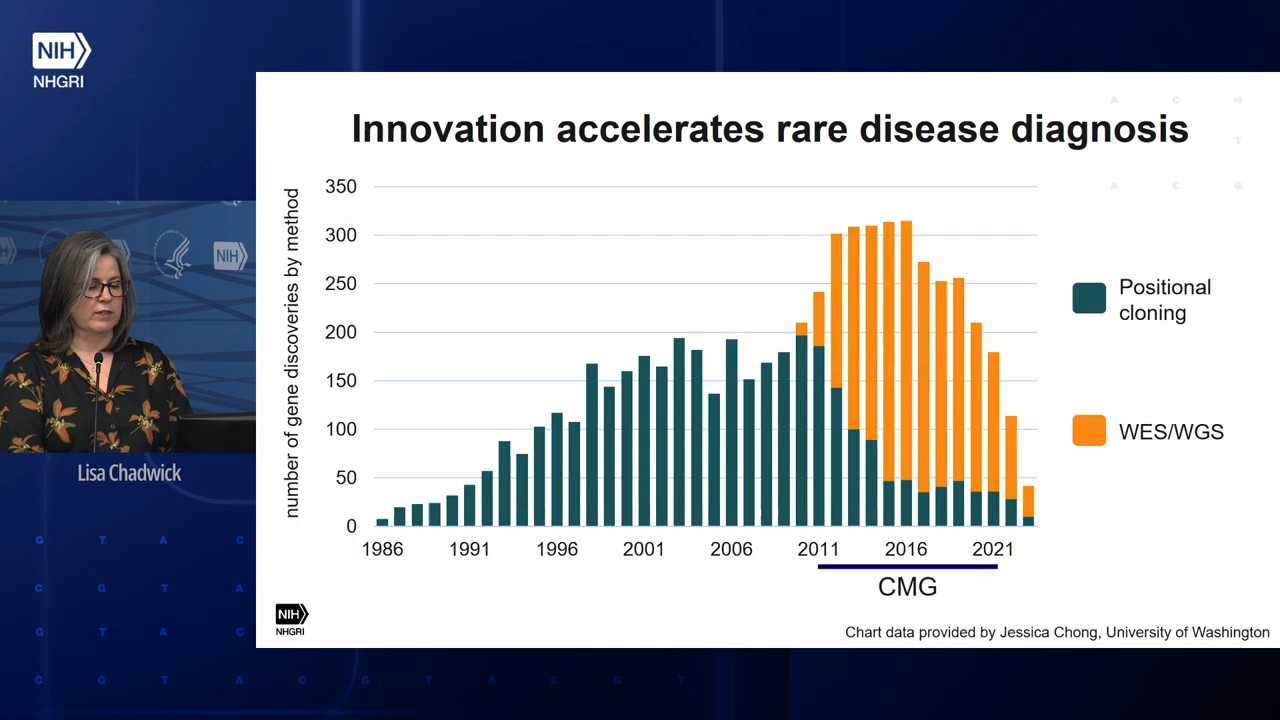 NIH
NHGRI
Innovation accelerates rare disease diagnosis
A C G
T
A C G
number of gene discoveries by method
350
300
250
200
150
100
50
0
1986 1991 1996 2001 2006 2011 2016 2021
CMG
Positional
cloning
WES/WGS
NIH
NHGRI
Chart data provided by Jessica Chong, University of Washington
NIH
Lisa Chadwick
G T A C
C G T A
G T A C
C G T A C G T A C G T